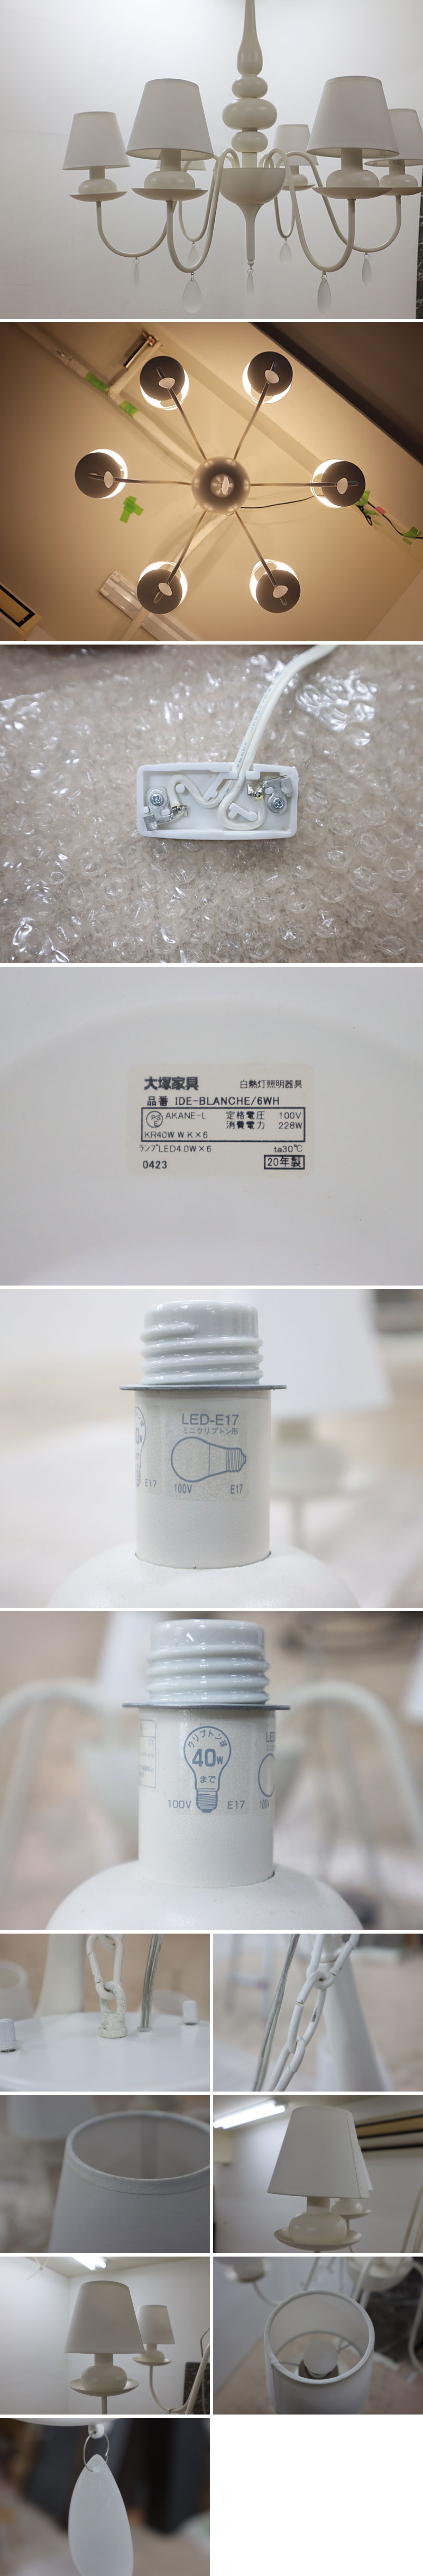 大塚家具 白熱灯照明器具
品番 IDE-BLANCHE/6WH
PSE AKANE-L 定格電圧 100V
消費電力 228W
KR40W W K×6
ランプLED4.0W×6 ta30℃
0423 20年製
LED-E17
ミニクリプトン形
E17
100V E17
クリプトン球
40W
まで
100V E17